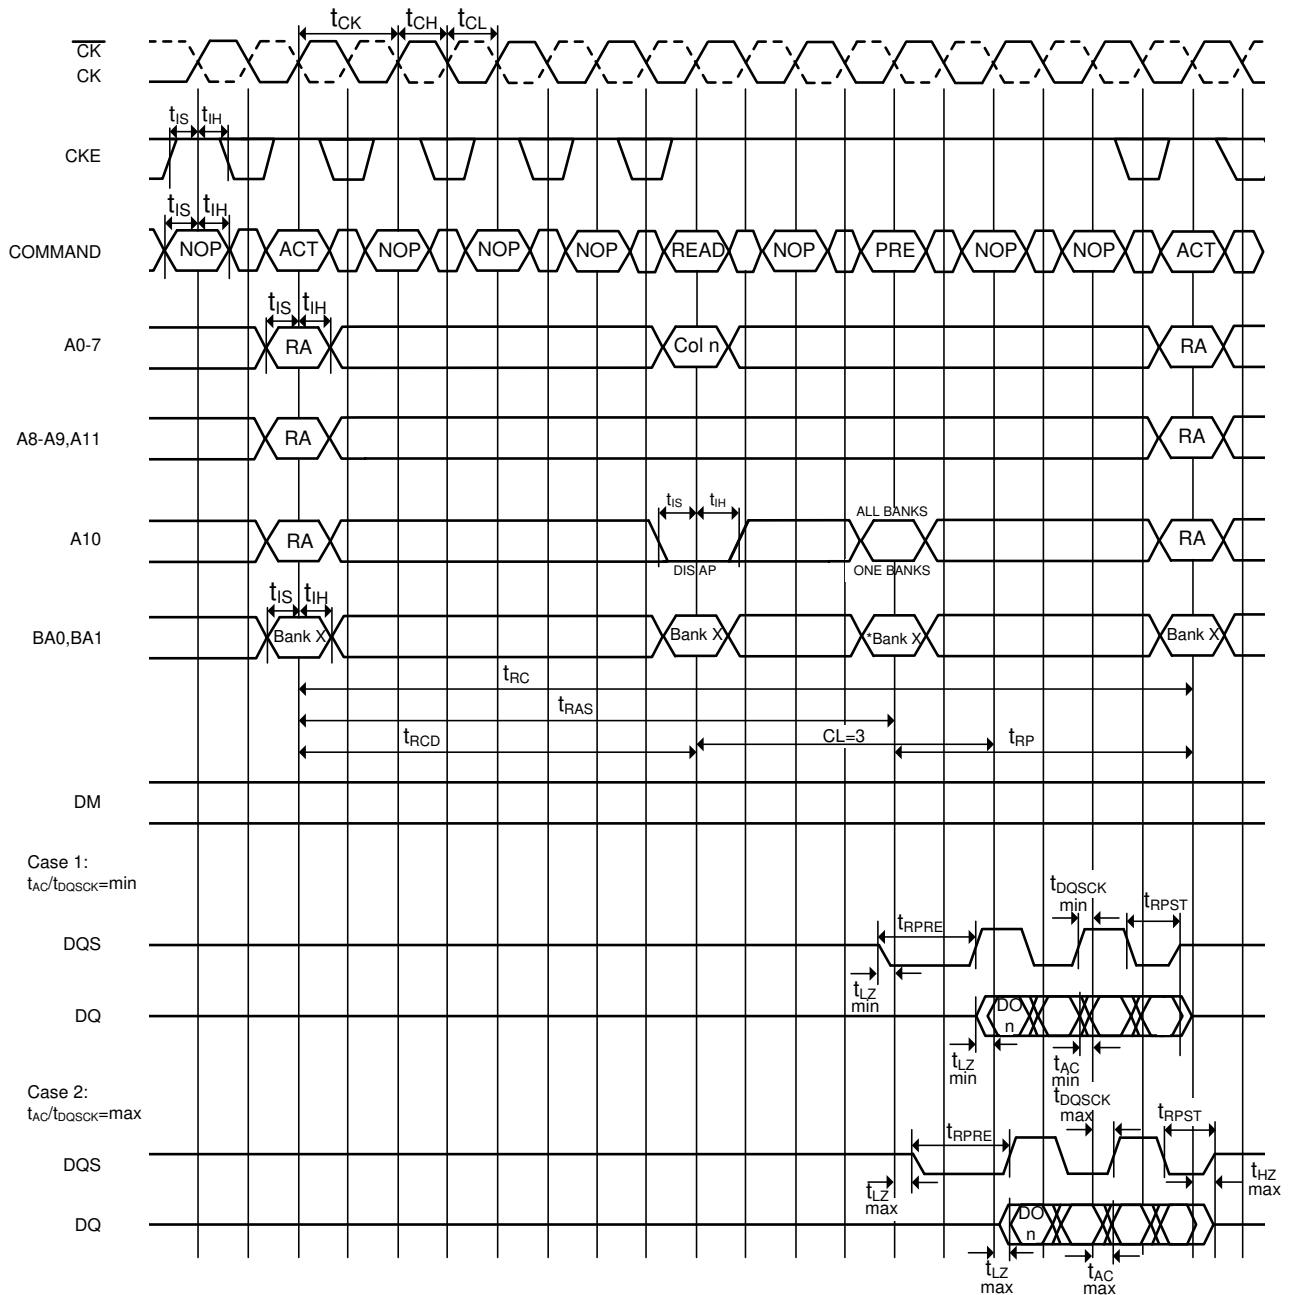 tCK tCH tCL
CK
CK
tIS tIH
CKE
tIS tIH
COMMAND NOP ACT NOP NOP NOP READ NOP PRE NOP NOP ACT
tIS tIH
A0-7 RA Col n RA
A8-A9,A11 RA RA
tIS tIH ALL BANKS
A10 RA RA
DIS AP ONE BANKS
tIS tIH
BA0,BA1 Bank X Bank X *Bank X Bank X
tRC
tRAS
tRCD CL=3 tRP
DM
Case 1:
tAC/tDQSCK=min
tDQSCK
min
tRPST
tRPRE
DQS
tLZ
min
DQ DO
n
tLZ
min
tAC
min
Case 2:
tAC/tDQSCK=max
tDQSCK
max
tRPST
tRPRE
DQS
tLZ
max
tHZ
max
DQ DO
n
tLZ
max
tAC
max